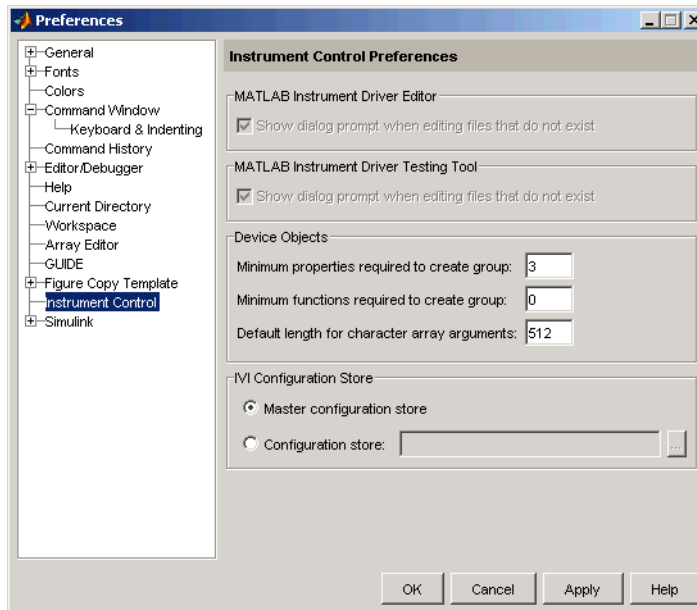 Preferences
General
Fonts
Colors
Command Window
Keyboard & Indenting
Command History
Editor/Debugger
Help
Current Directory
Workspace
Array Editor
GUIDE
Figure Copy Template
Instrument Control
Simulink
Instrument Control Preferences
MATLAB Instrument Driver Editor
Show dialog prompt when editing files that do not exist
MATLAB Instrument Driver Testing Tool
Show dialog prompt when editing files that do not exist
Device Objects
Minimum properties required to create group: 3
Minimum functions required to create group: 0
Default length for character array arguments: 512
IVI Configuration Store
Master configuration store
Configuration store: ...
OK Cancel Apply Help